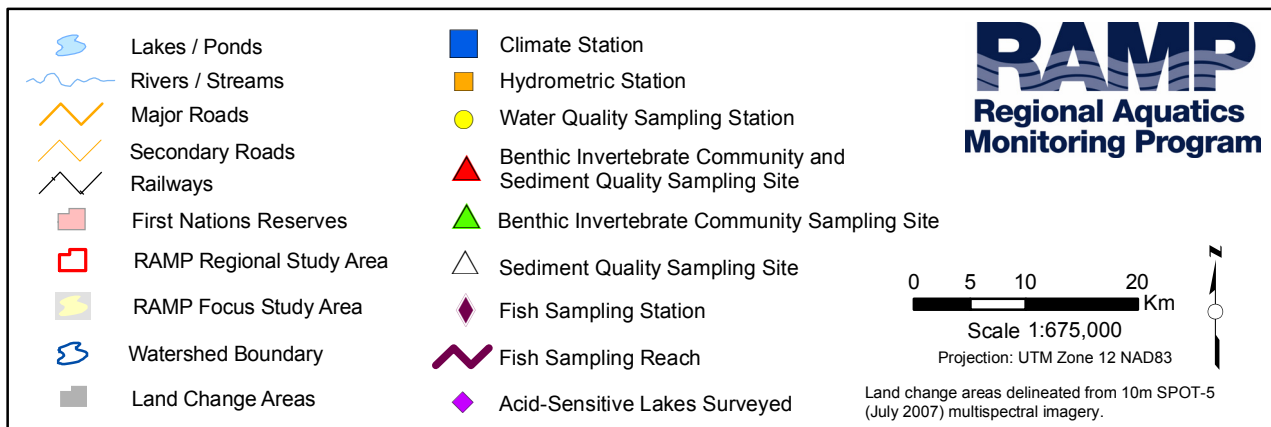 Lakes / Ponds
Rivers / Streams
Major Roads
Secondary Roads
Railways
First Nations Reserves
RAMP Regional Study Area
RAMP Focus Study Area
Watershed Boundary
Land Change Areas
Climate Station
Hydrometric Station
Water Quality Sampling Station
Benthic Invertebrate Community and
Sediment Quality Sampling Site
Benthic Invertebrate Community Sampling Site
Sediment Quality Sampling Site
Fish Sampling Station
Fish Sampling Reach
Acid-Sensitive Lakes Surveyed
RAMP
Regional Aquatics
Monitoring Program
N
0 5 10 20
Km
Scale 1:675,000
Projection: UTM Zone 12 NAD83
Land change areas delineated from 10m SPOT-5
(July 2007) multispectral imagery.